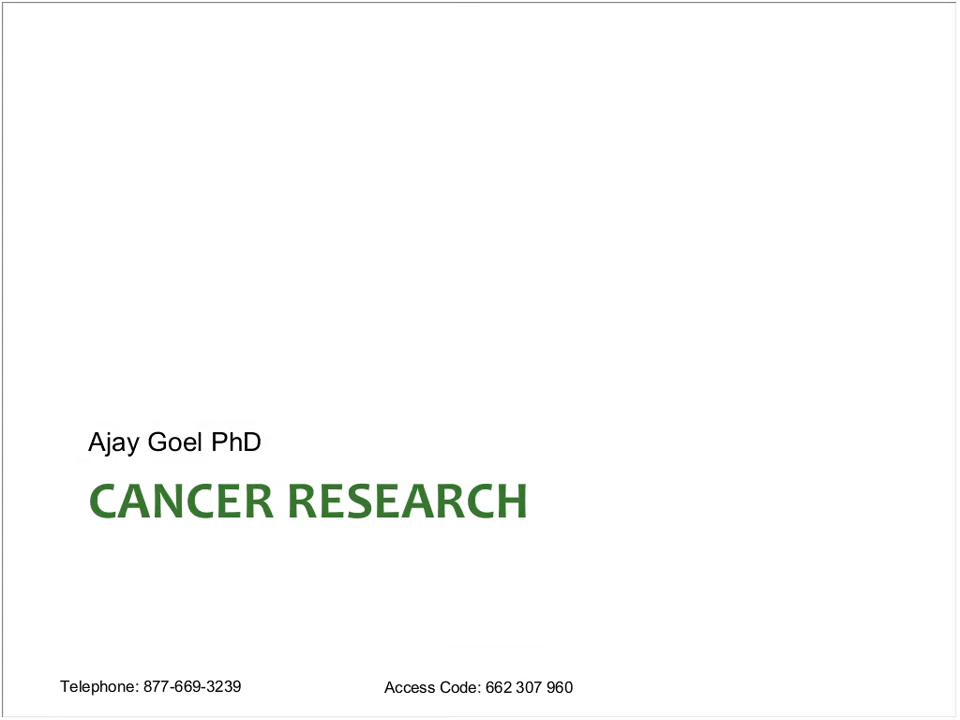 Ajay Goel PhD
CANCER RESEARCH
Telephone: 877-669-3239
Access Code: 662 307 960